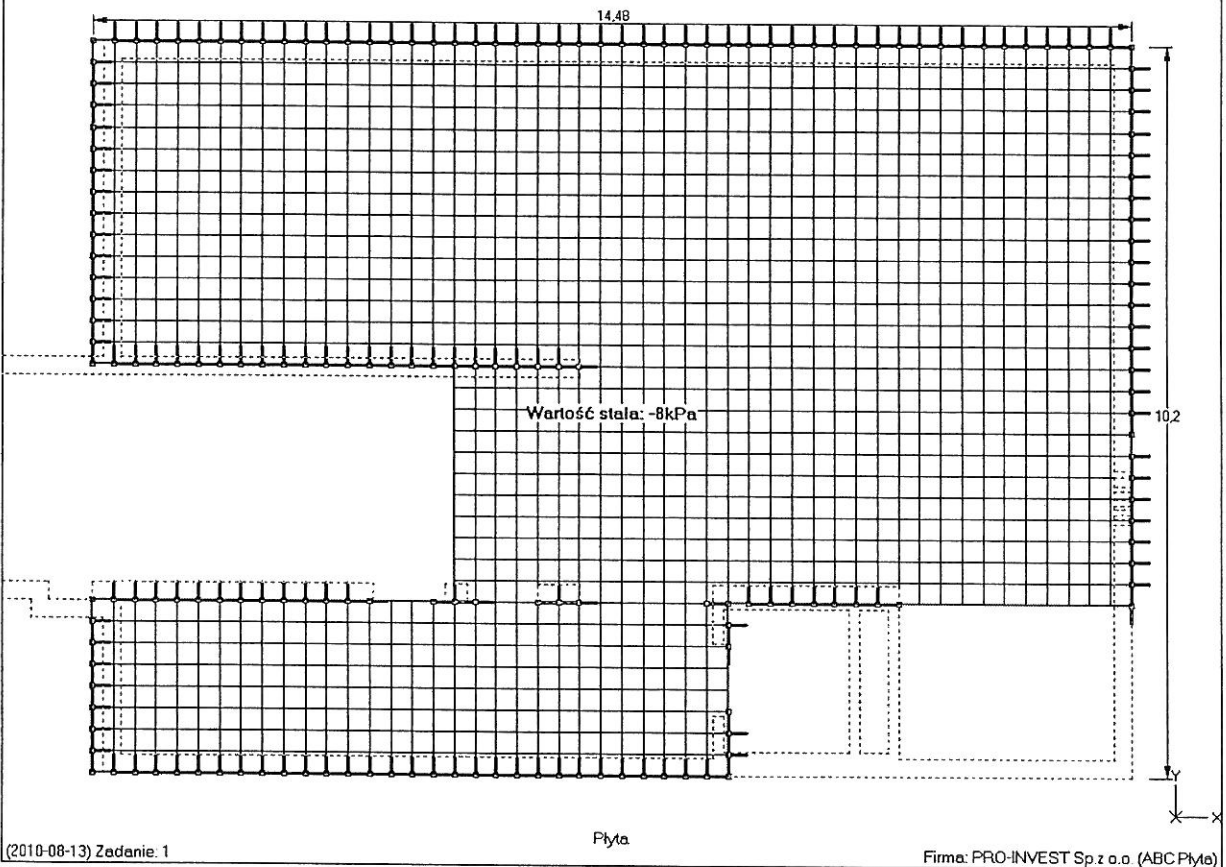 14,48
Wartość stała: -8kPa
10,2
Y
X
Płyta
(2010-08-13) Zadanie: 1
Firma: PRO-INVEST Sp.z o.o. (ABC Płyta)